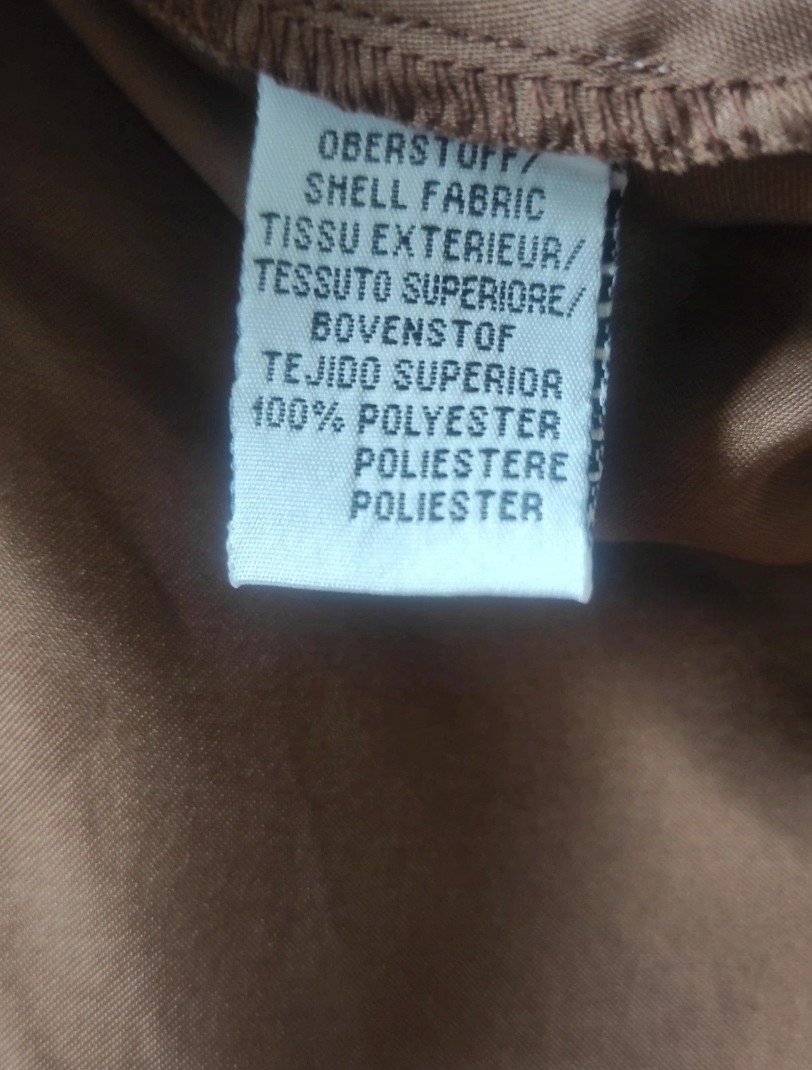 OBERSTOFF/
SHELL FABRIC
TISSU EXTERIEUR/
TESSUTO SUPERIORE/
BOVENSTOF
TEJIDO SUPERIOR
100% POLYESTER
POLIESTERE
POLIESTER